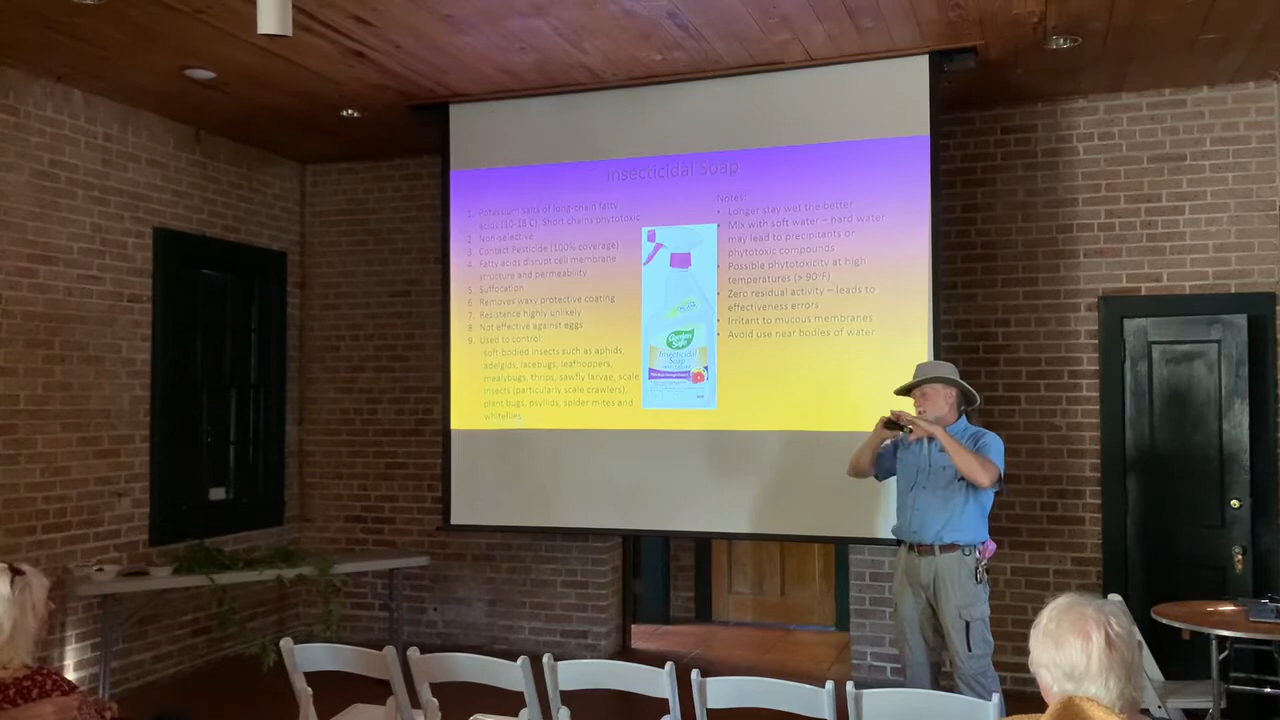 Insecticidal Soap
1. Potassium salts of long-chain fatty
acids (10-18 C) Short chains phytotoxic
2. Non-selective
3. Contact Pesticide (100% coverage)
4. Fatty acids disrupt cell membrane
structure and permeability
5. Suffocation
6. Removes waxy protective coating
7. Resistance highly unlikely
8. Not effective against eggs
9. Used to control:
soft-bodied insects such as aphids,
adelgids, lacebugs, leafhoppers,
mealybugs, thrips, sawfly larvae, scale
insects (particularly scale crawlers),
plant bugs, psyllids, spider mites and
whiteflies
Garden
Safe
Insecticidal
Soap
Notes:
• Longer stay wet the better
• Mix with soft water – hard water
may lead to precipitants or
phytotoxic compounds
• Possible phytotoxicity at high
temperatures (> 90°F)
• Zero residual activity – leads to
effectiveness errors
• Irritant to mucous membranes
• Avoid use near bodies of water